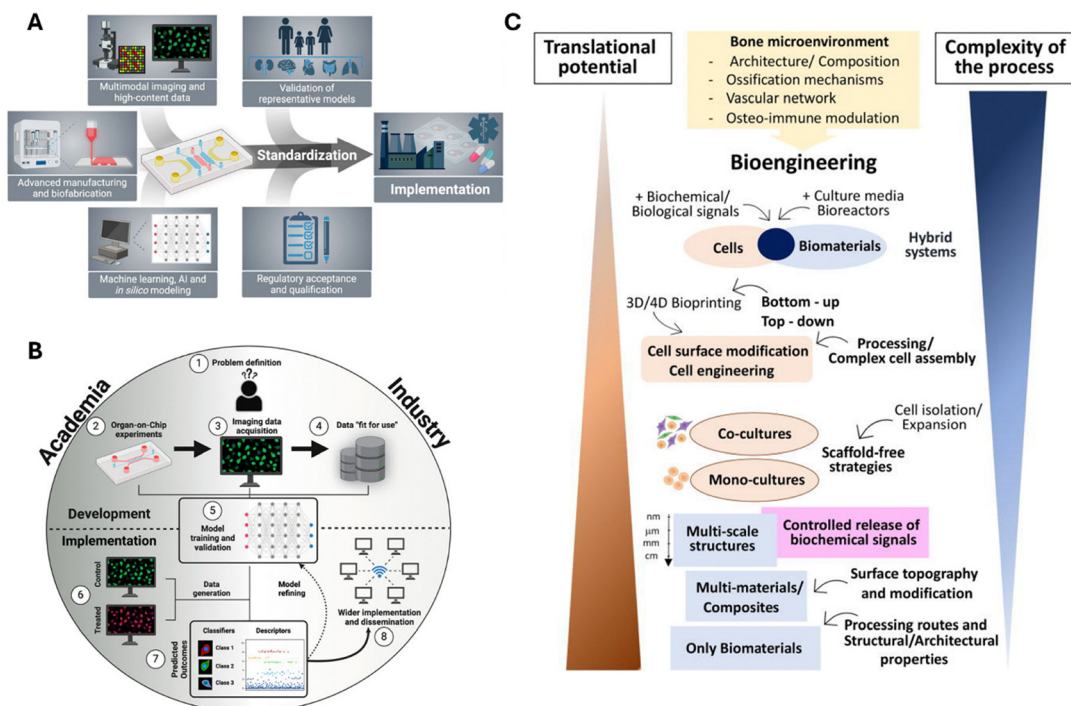 A
Multimodal imaging and
high-content data
Validation of
representative models
Advanced manufacturing
and biofabrication
Standardization
Implementation
Machine learning, AI and
in silico modeling
Regulatory acceptance
and qualification
B
Academia
Industry
1
Problem definition
?
?
?
2
Organ-on-Chip
experiments
3
Imaging data
acquisition
4
Data "fit for use"
Development
Implementation
5
Model
training and
validation
6
Control
Treated
Data
generation
Model
refining
Wider implementation
and dissemination
8
7
Predicted
Outcomes
Classifiers
Descriptors
Class 1
Class 2
Class 3
C
Translational
potential
Bone microenvironment
- Architecture/ Composition
- Ossification mechanisms
- Vascular network
- Osteo-immune modulation
Complexity of
the process
Bioengineering
+ Biochemical/
Biological signals
+ Culture media
Bioreactors
Cells
Biomaterials
Hybrid
systems
3D/4D Bioprinting
Bottom - up
Top - down
Processing/
Complex cell assembly
Cell surface modification
Cell engineering
Cell isolation/
Expansion
Co-cultures
Scaffold-free
strategies
Mono-cultures
nm
μm
mm
cm
Multi-scale
structures
Controlled release of
biochemical signals
Multi-materials/
Composites
Surface topography
and modification
Only Biomaterials
Processing routes and
Structural/Architectural
properties